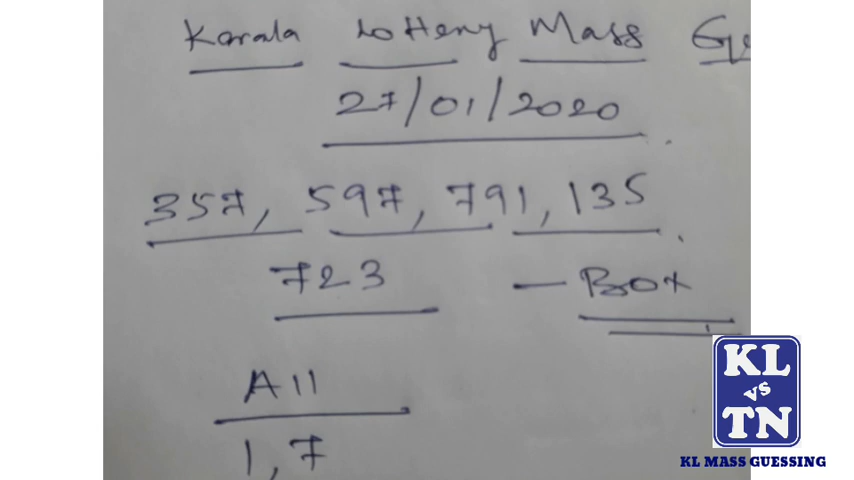 Kerala Lottery Mass
27/01/2020.
357, 597, 791, 135.
723 - Box
All
1, 7
KL
vs
TN
KL MASS GUESSING